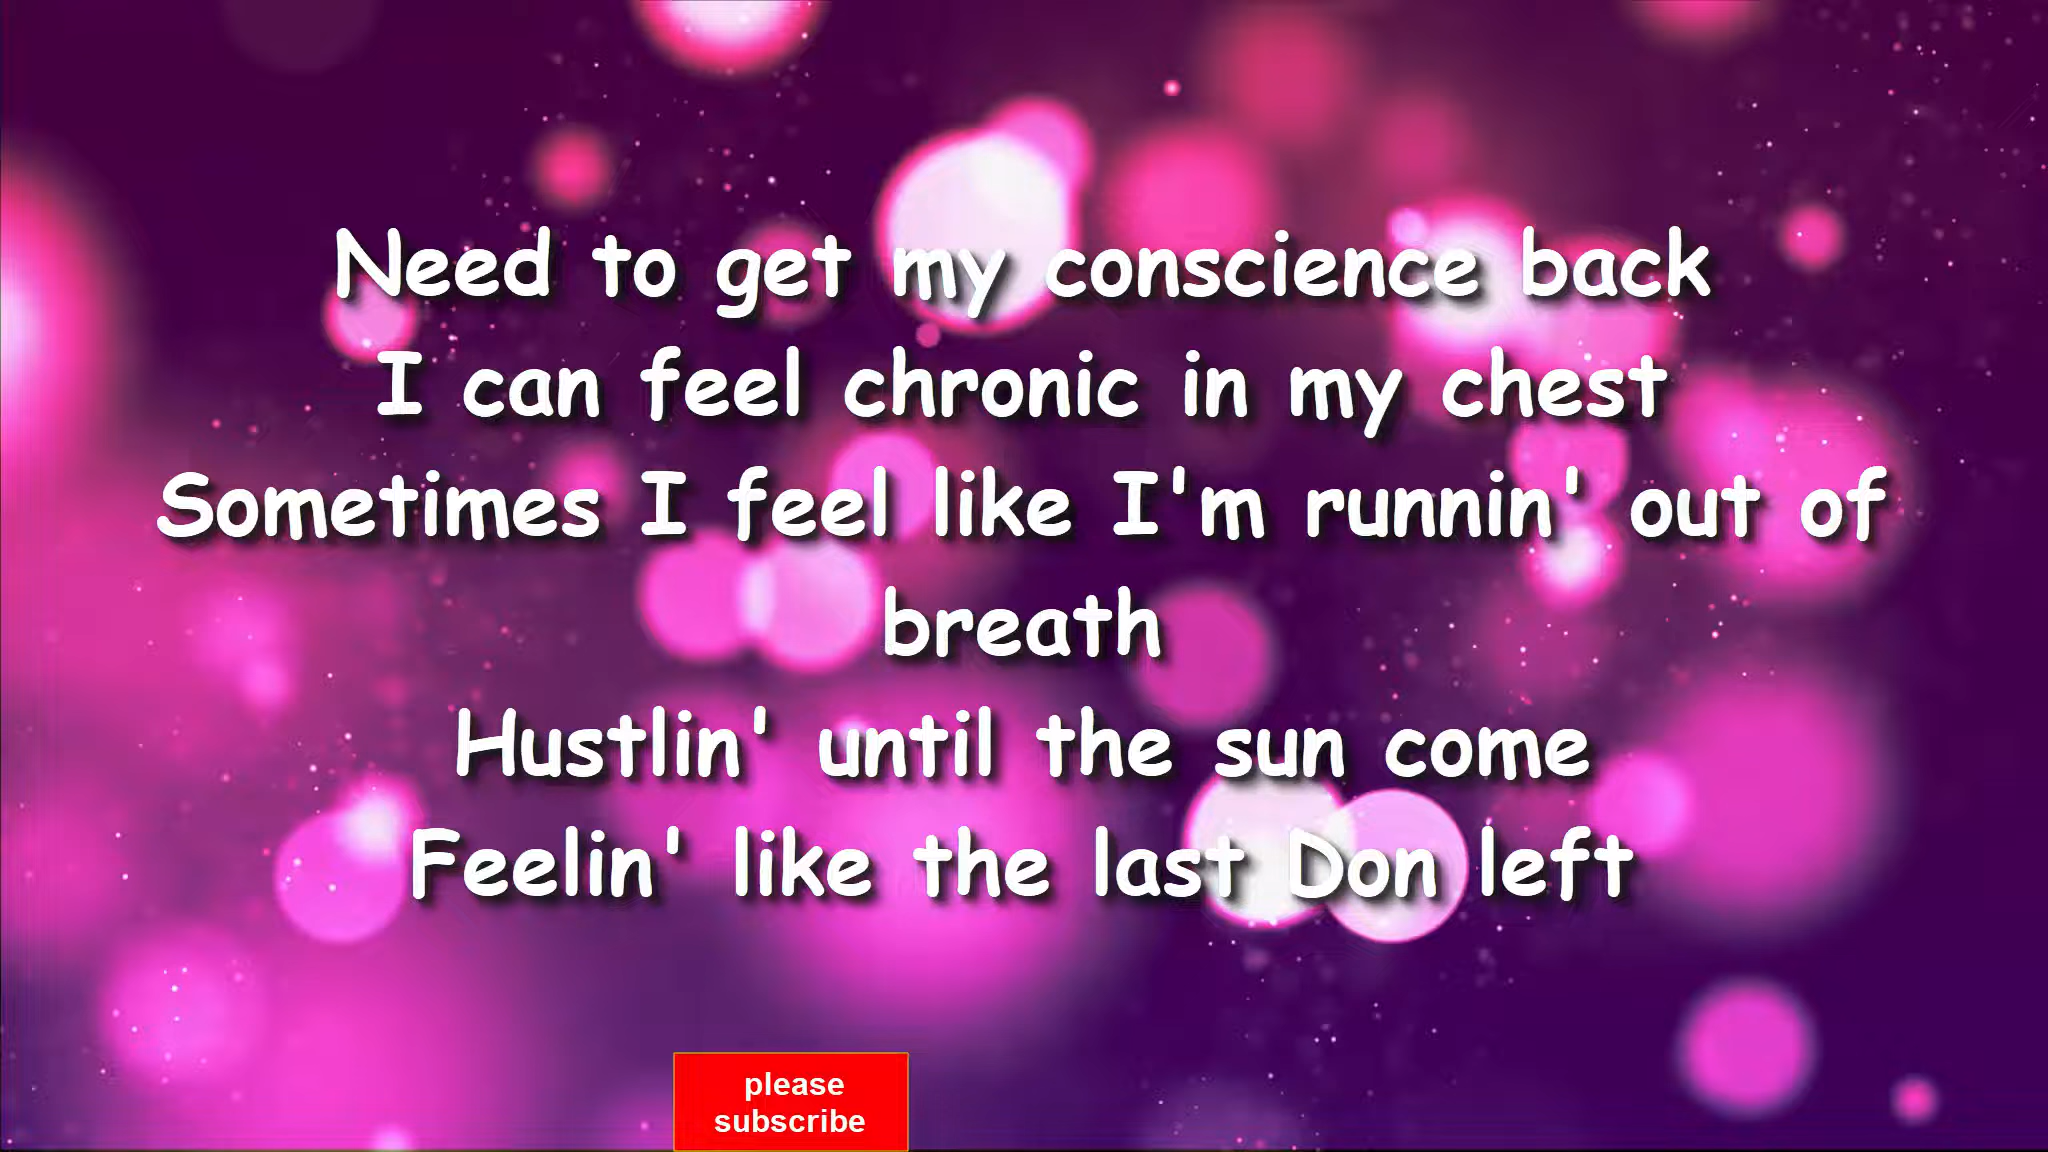 Need to get my conscience back
I can feel chronic in my chest
Sometimes I feel like I'm runnin' out of
breath
Hustlin' until the sun come
Feelin' like the last Don left
please
subscribe